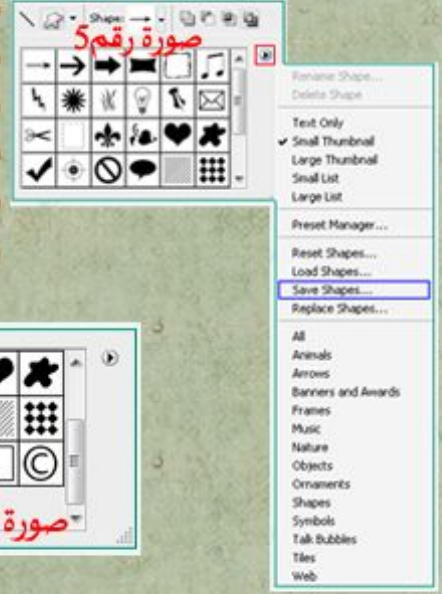 Shape:
صورة رقم5
Rename Shape...
Delete Shape
Text Only
Small Thumbnail
Large Thumbnail
Small List
Large List
Preset Manager...
Reset Shapes...
Load Shapes...
Save Shapes...
Replace Shapes...
All
Animals
Arrows
Banners and Awards
Frames
Music
Nature
Objects
Ornaments
Shapes
Symbols
Talk Bubbles
Tiles
Web
صورة